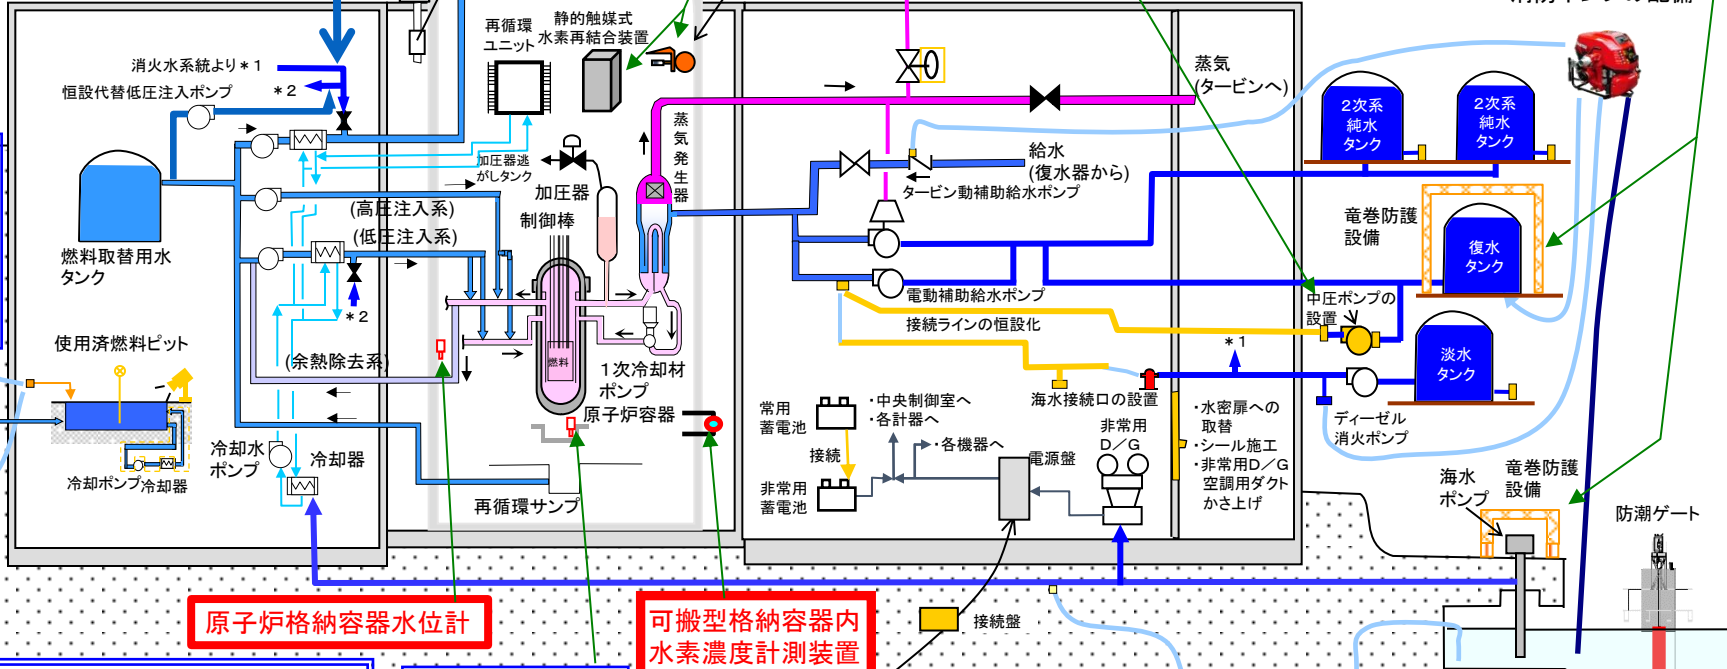 消火水系統より＊1
＊2
恒設代替低圧注入ポンプ
再循環
ユニット
静的触媒式
水素再結合装置
加圧器逃
がしタンク
加圧器
制御棒
蒸気発生器
(高圧注入系)
(低圧注入系)
燃料取替用水
タンク
＊2
使用済燃料ピット
(余熱除去系)
燃料
1次冷却材
ポンプ
原子炉容器
冷却水
ポンプ
冷却器
冷却ポンプ
冷却器
再循環サンプ
蒸気
(タービンへ)
給水
(復水器から)
タービン動補助給水ポンプ
電動補助給水ポンプ
接続ラインの恒設化
海水接続口の設置
＊1
常用
蓄電池
接続
非常用
蓄電池
・中央制御室へ
・各計器へ
・各機器へ
電源盤
非常用
D／G
・水密扉への
取替
・シール施工
・非常用D／G
空調用ダクト
かさ上げ
2次系
純水
タンク
2次系
純水
タンク
竜巻防護
設備
復水
タンク
中圧ポンプの
設置
淡水
タンク
ディーゼル
消火ポンプ
海水
ポンプ
竜巻防護
設備
防潮ゲート
原子炉格納容器水位計
可搬型格納容器内
水素濃度計測装置
接続盤